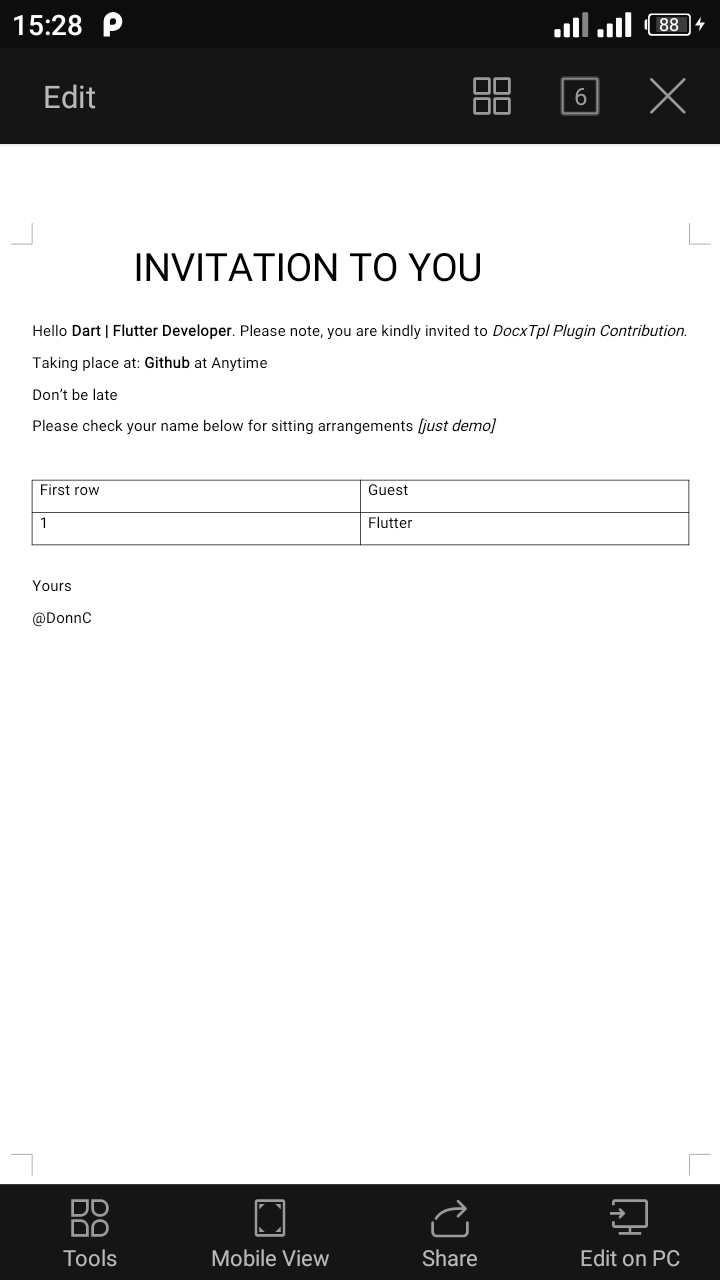 15:28
88
Edit
6
INVITATION TO YOU
Hello Dart | Flutter Developer. Please note, you are kindly invited to DocxTpl Plugin Contribution.
Taking place at: Github at Anytime
Don’t be late
Please check your name below for sitting arrangements [just demo]
First row Guest
1 Flutter
Yours
@DonnC
Tools Mobile View Share Edit on PC